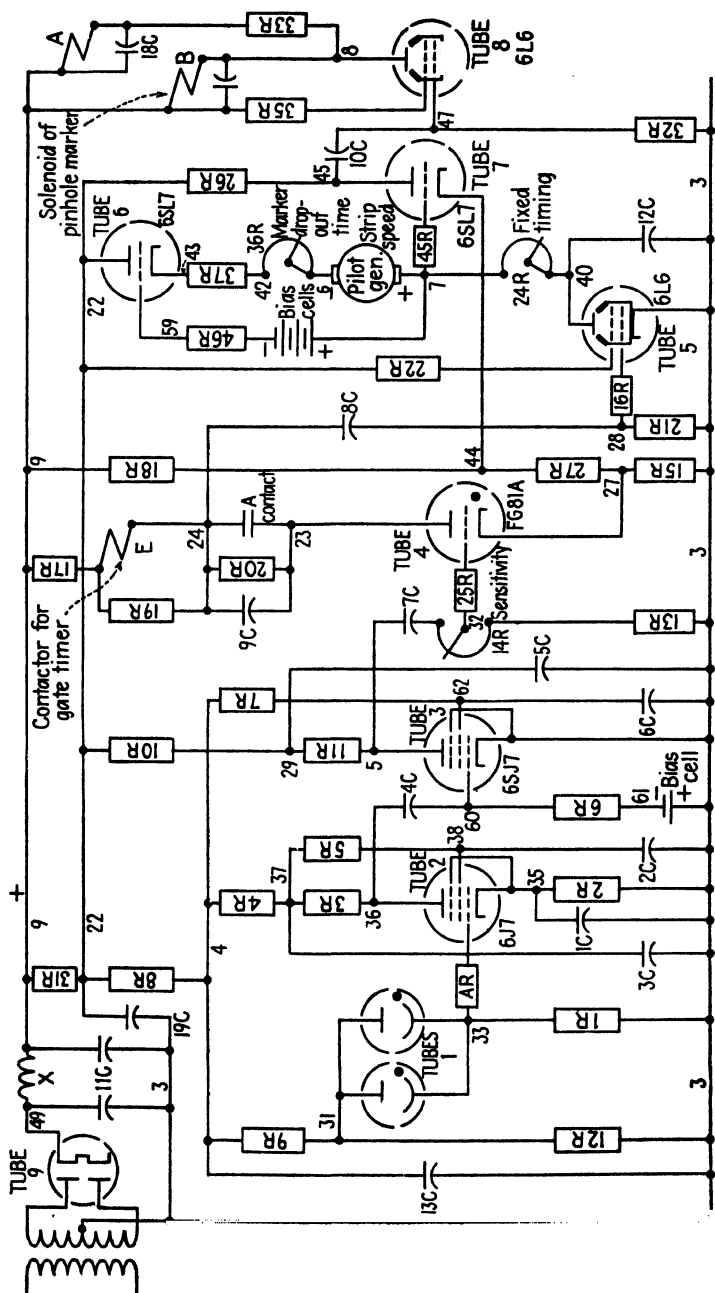 A
18C
33R
B
8
TUBE
8
6L6
35R
Solenoid of
pinhole marker
47
45
10C
32R
26R
TUBE
7
6SL7
3
TUBE
6
6SL7
43
22
37R
42
36R
Marker
drop-
out
time
6
Pilot
gen.
Strip
speed
+
7
45R
24R
Fixed
timing
40
12C
59
46R
Bias
cells
-
+
22R
TUBE
5
6L6
16R
28
21R
8C
9
18R
44
27R
27
15R
17R
E
Contactor for
gate timer
19R
24
A
contact
23
20R
9C
TUBE
4
FG81A
25R
32
Sensitivity
14R
7C
13R
3
5C
7R
62
6C
10R
29
11R
5
TUBE
3
6SJ7
4C
60
6R
61
-
+
Bias
cell
+
9
22
4
4R
37
5R
3R
36
38
TUBE
2
6J7
35
2R
2C
1C
3C
AR
31R
8R
19C
TUBES
1
33
1R
3
X
49
11C
3
31
9R
12R
13C
TUBE
9